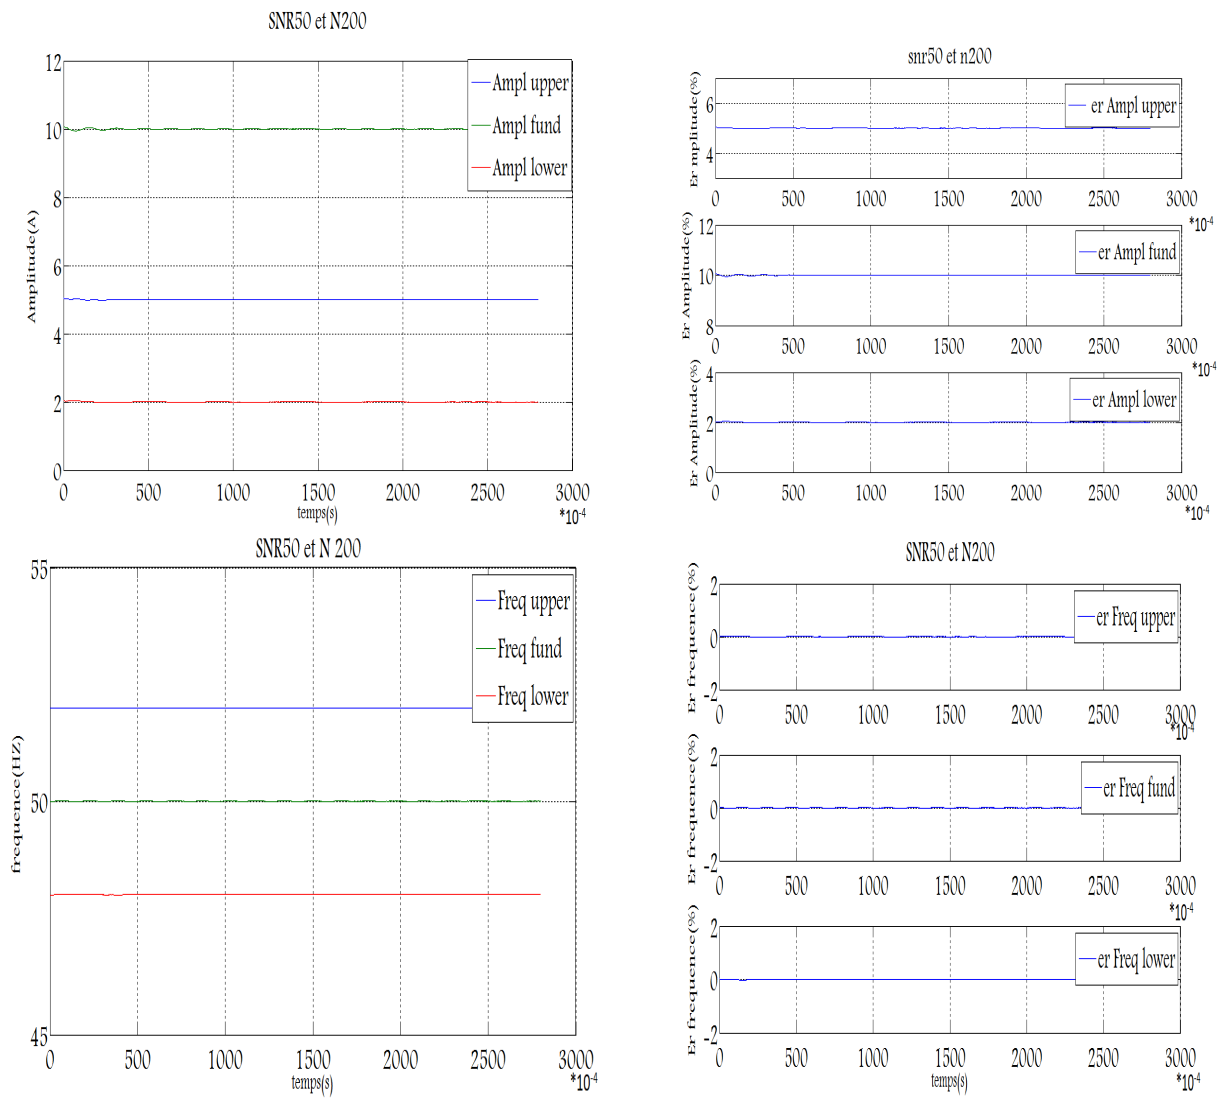 SNR50 et N200
12
10
8
6
4
2
0
Amplitude(A)
Ampl upper
Ampl fund
Ampl lower
0 500 1000 1500 2000 2500 3000
temps(s)
*10-4
snr50 et n200
Er mplitude(%)
6
4
er Ampl upper
0 500 1000 1500 2000 2500 3000
*10-4
Er Amplitude(%)
12
10
8
er Ampl fund
0 500 1000 1500 2000 2500 3000
*10-4
Er Amplitude(%)
4
2
0
er Ampl lower
0 500 1000 1500 2000 2500 3000
*10-4
SNR50 et N 200
55
50
45
frequence(HZ)
Freq upper
Freq fund
Freq lower
0 500 1000 1500 2000 2500 3000
temps(s)
*10-4
SNR50 et N200
Er frequence(%)
2
0
-2
er Freq upper
0 500 1000 1500 2000 2500 3000
*10-4
Er frequence(%)
2
0
-2
er Freq fund
0 500 1000 1500 2000 2500 3000
*10-4
Er frequence(%)
2
0
-2
er Freq lower
0 500 1000 1500 2000 2500 3000
temps(s)
*10-4